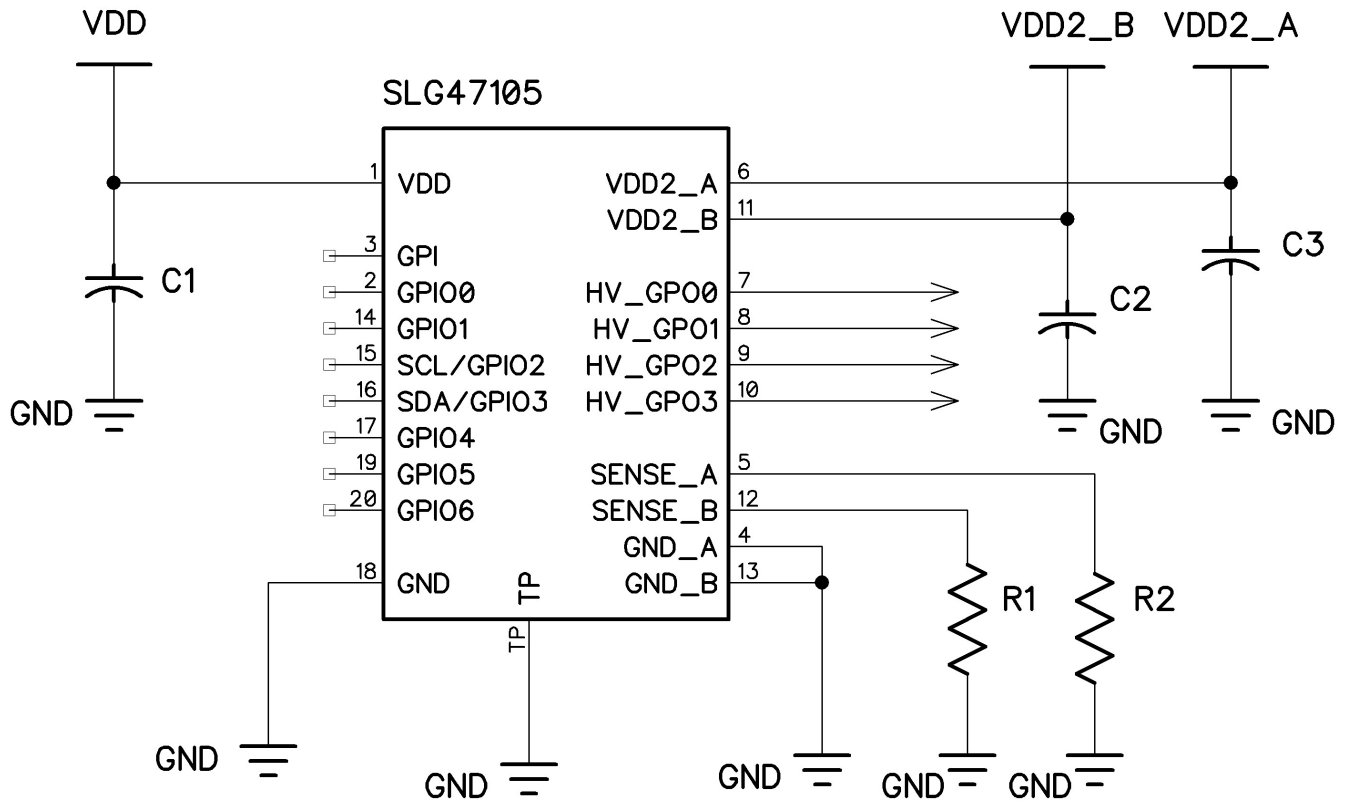 VDD
VDD2_B VDD2_A
SLG47105
1 VDD VDD2_A 6
VDD2_B 11
3 GPI
2 GPIO0 HV_GPO0 7
14 GPIO1 HV_GPO1 8
15 SCL/GPIO2 HV_GPO2 9
16 SDA/GPIO3 HV_GPO3 10
17 GPIO4
19 GPIO5 SENSE_A 5
20 GPIO6 SENSE_B 12
GND_A 4
18 GND GND_B 13
TP
TP
C1
GND
C2
GND
C3
GND
R1
R2
GND
GND
GND
GND
GND